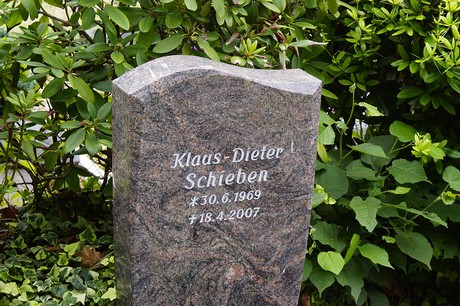 Klaus-Dieter
Schieben
*30.6.1969
†18.4.2007